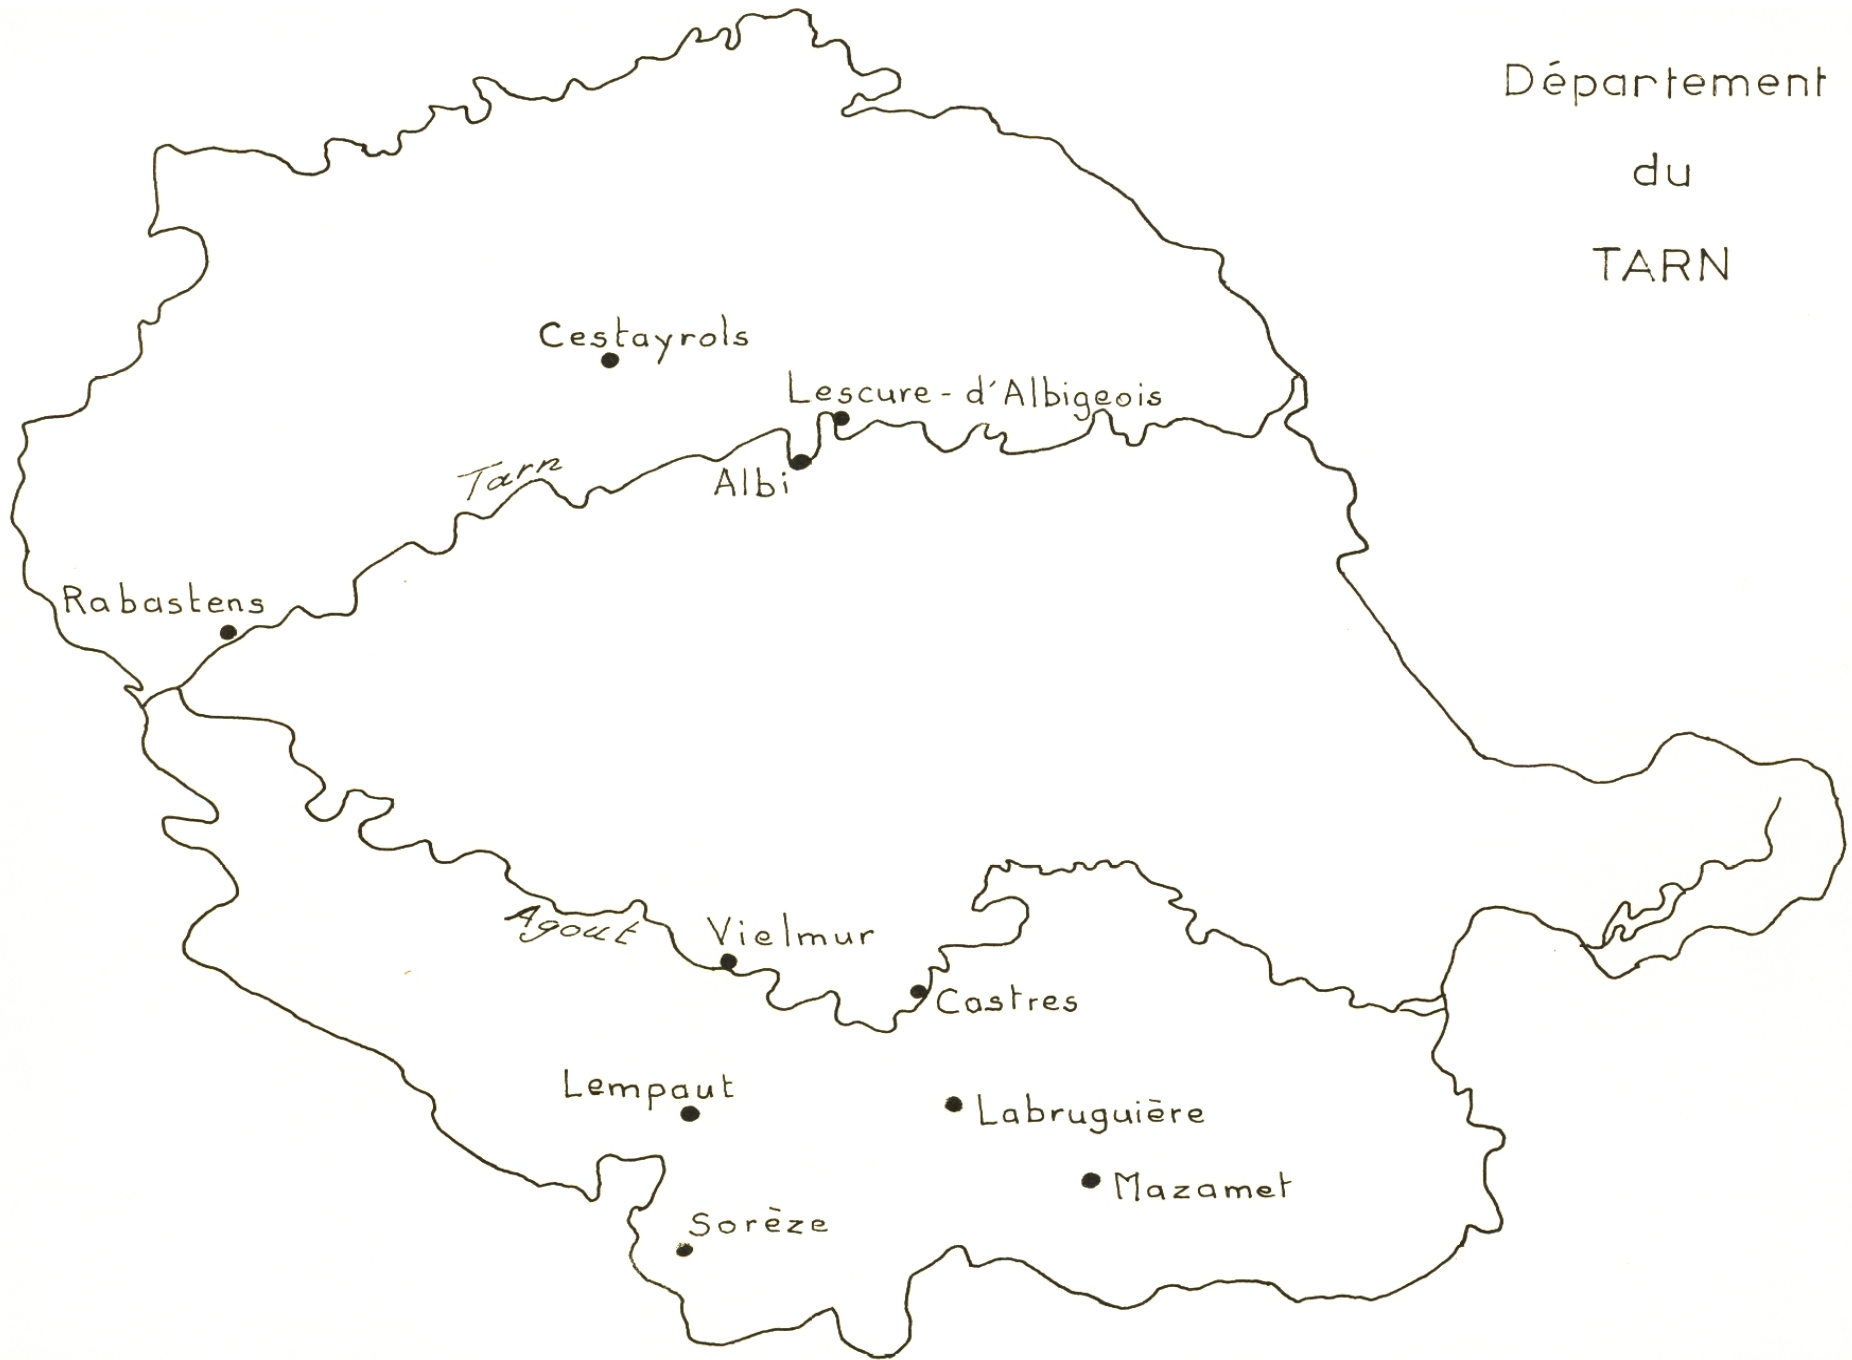 Département
du
TARN
Cestayrols
Lescure-d'Albigeois
Tarn
Albi
Rabastens
Agout
Vielmur
Castres
Lempaut
Labruguière
Mazamet
Sorèze